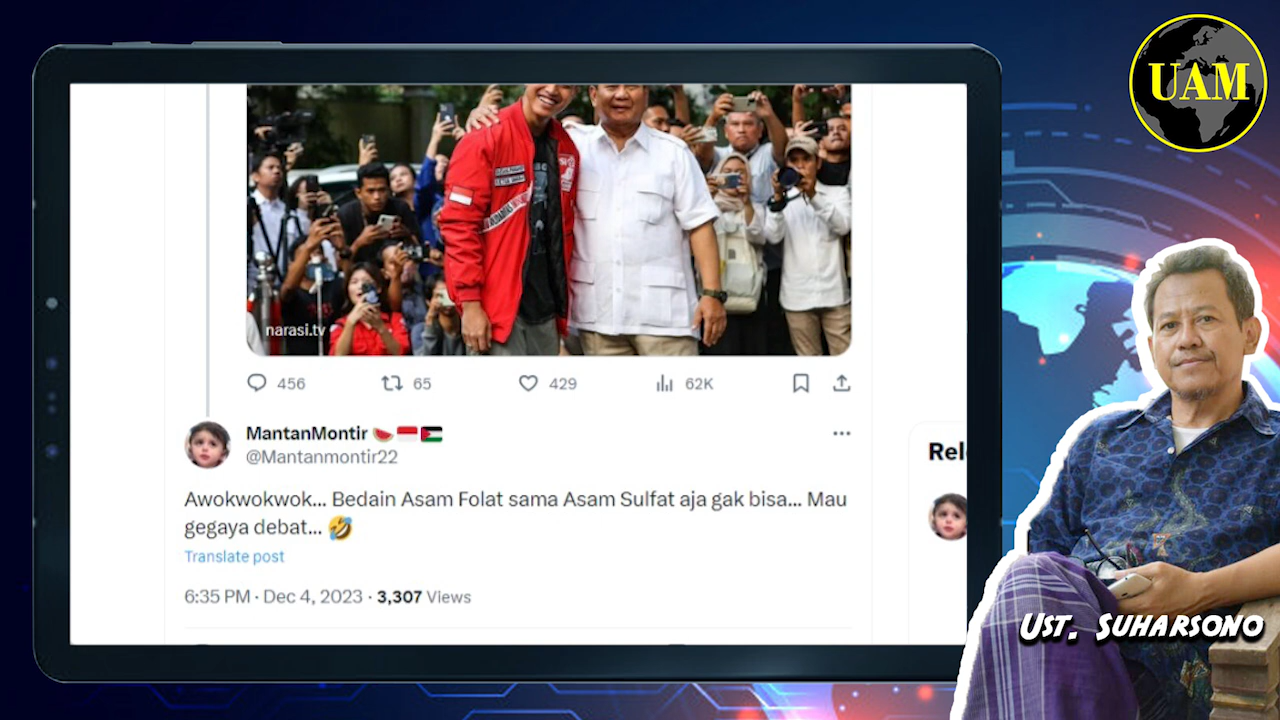 UAM
narasi.tv
456 65 429 62K
MantanMontir
@Mantanmontir22
Awokwokwok... Bedain Asam Folat sama Asam Sulfat aja gak bisa... Mau
gegaya debat...
Translate post
6:35 PM · Dec 4, 2023 · 3,307 Views
Rel
UST. SUHARSONO